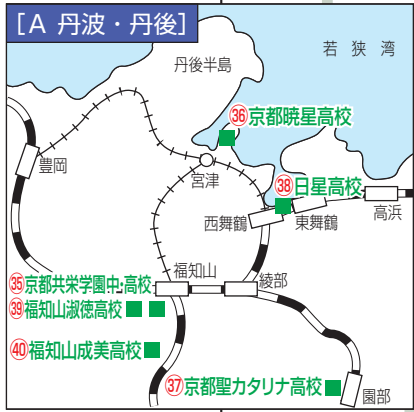 [A 丹波・丹後]
若狭湾
丹後半島
㊱京都暁星高校
豊岡
宮津
㊳日星高校
高浜
西舞鶴
東舞鶴
福知山
綾部
㉟京都共栄学園中・高校
㊴福知山淑徳高校
㊵福知山成美高校
㊲京都聖カタリナ高校
園部